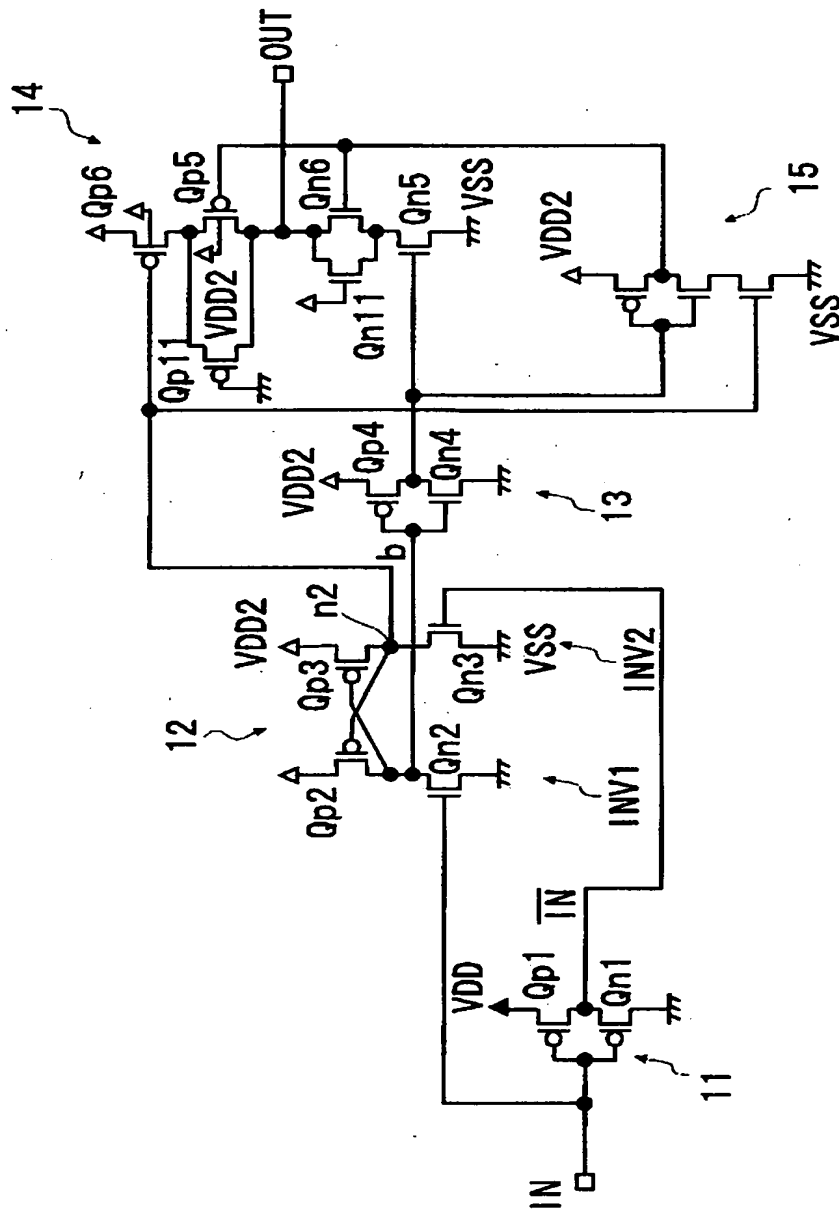 14
Qp6
Qp5
VDD2
Qp11
OUT
Qn6
Qn11
Qn5
VSS
15
VDD2
VSS
VDD2
Qp4
Qn4
13
b
n2
12
VDD2
Qp3
Qp2
Qn2
Qn3
VSS
INV2
INV1
IN
VDD
Qp1
Qn1
11
IN